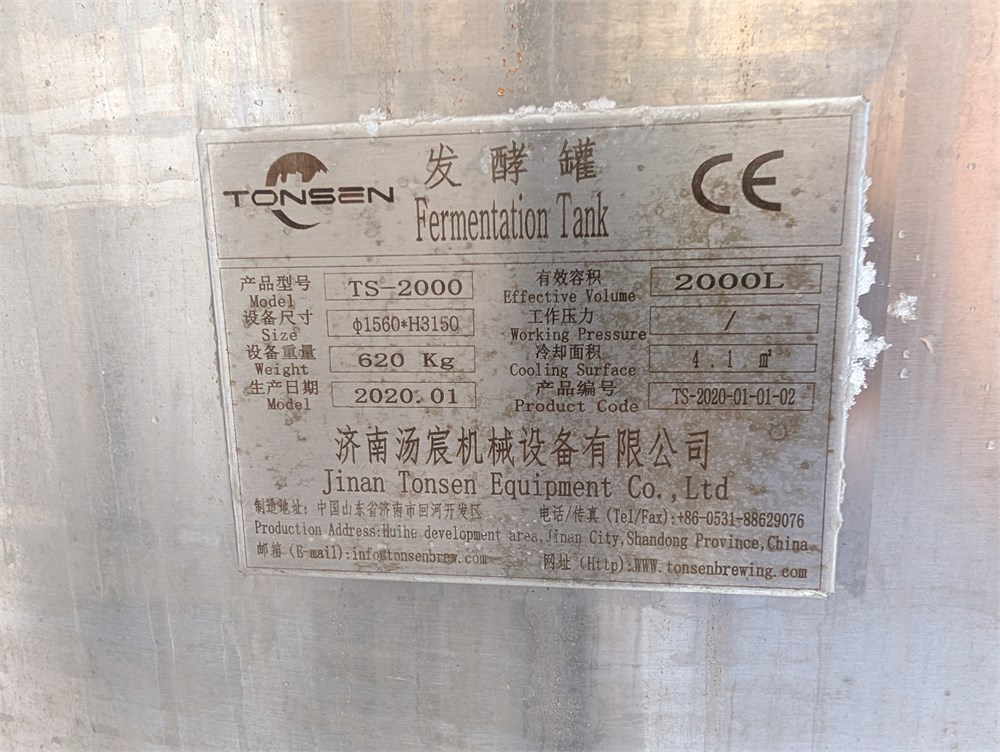 TONSEN
发酵罐
Fermentation Tank
CE
产品型号 TS-2000 有效容积 2000L
Model Effective Volume
设备尺寸 φ1560*H3150 工作压力 /
Size Working Pressure
设备重量 620 Kg 冷却面积 4.1 ㎡
Weight Cooling Surface
生产日期 2020.01 产品编号 TS-2020-01-01-02
Model Product Code
济南汤宸机械设备有限公司
Jinan Tonsen Equipment Co.,Ltd
制造地址: 中国山东省济南市回河开发区 电话/传真 (Tel/Fax):+86-0531-88629076
Production Address:Huihe development area,Jinan City,Shandong Province,China
邮箱 (E-mail):info@tonsenbrew.com 网址 (Http):WWW.tonsenbrewing.com